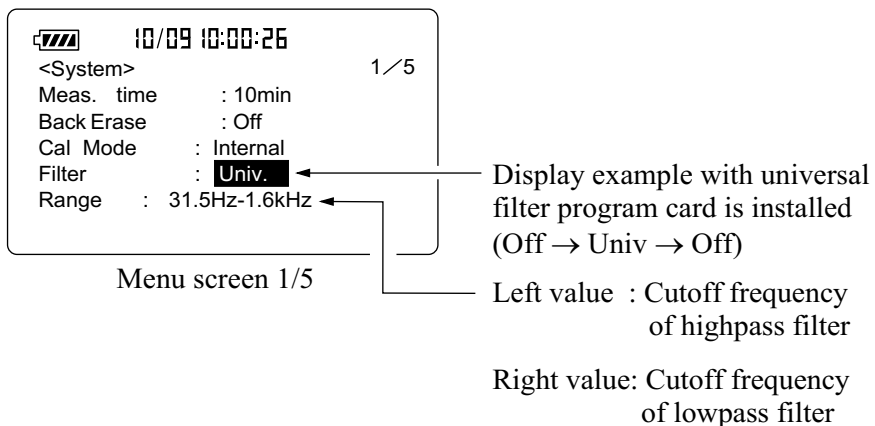 10/09 10:00:26
<System> 1/5
Meas. time : 10min
Back Erase : Off
Cal Mode : Internal
Filter : Univ.
Range : 31.5Hz-1.6kHz
Menu screen 1/5
Display example with universal
filter program card is installed
(Off → Univ → Off)
Left value : Cutoff frequency
of highpass filter
Right value: Cutoff frequency
of lowpass filter